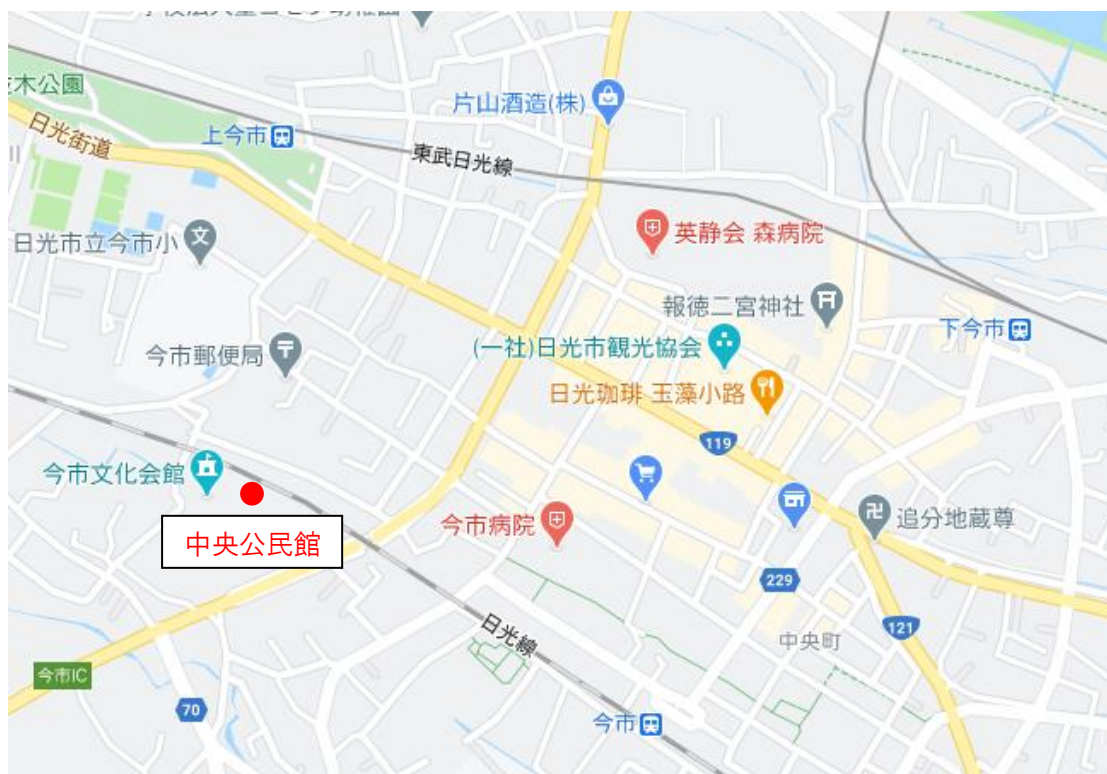 木公園
片山酒造(株)
日光街道
上今市
東武日光線
日光市立今市小
文
英静会 森病院
報徳二宮神社
下今市
今市郵便局
(一社)日光市観光協会
日光珈琲 玉藻小路
119
今市文化会館
中央公民館
今市病院
卍
追分地蔵尊
229
日光線
中央町
121
今市IC
70
今市